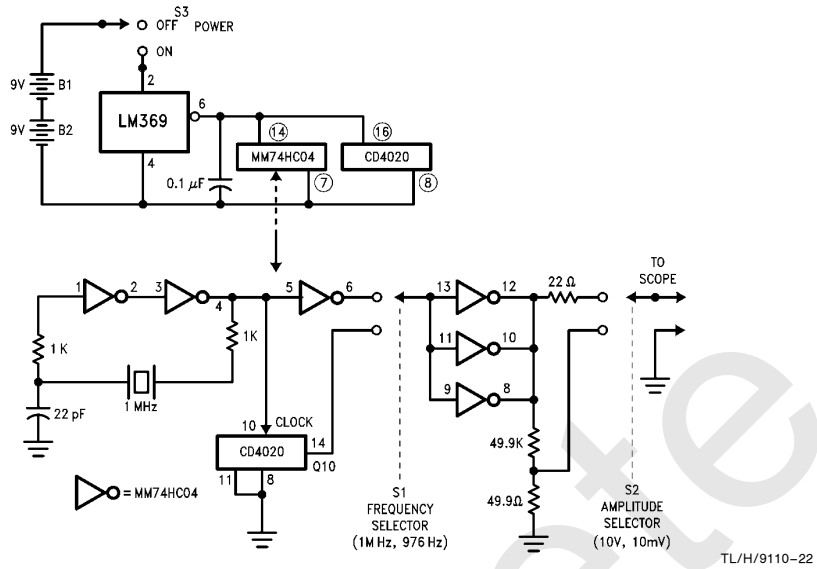 S3
OFF POWER
ON
9V B1
9V B2
2
LM369
6
4
0.1 μF
14
MM74HC04
7
16
CD4020
8
1 2 3 4 5 6
1K
1K
22 pF
1 MHz
10 CLOCK
CD4020
14
Q10
11 8
= MM74HC04
S1
FREQUENCY
SELECTOR
(1MHz, 976Hz)
13 12
11 10
9 8
22 Ω
49.9K
49.9Ω
TO
SCOPE
S2
AMPLITUDE
SELECTOR
(10V, 10mV)
TL/H/9110-22